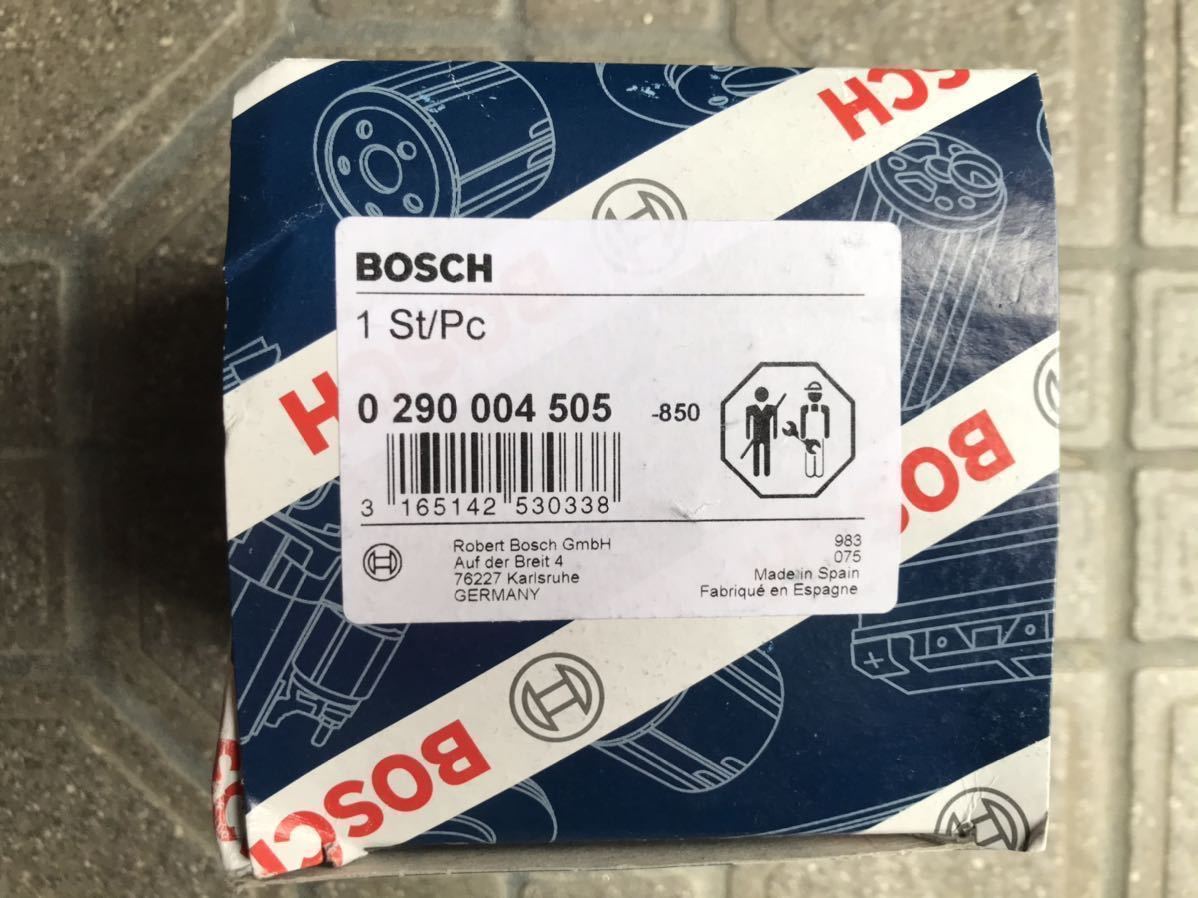 BOSCH
BOSCH
1 St/Pc
0 290 004 505 -850
3 165142 530338
Robert Bosch GmbH
Auf der Breit 4
76227 Karlsruhe
GERMANY
983
075
Made in Spain
Fabriqué en Espagne
BOSCH
BOSCH